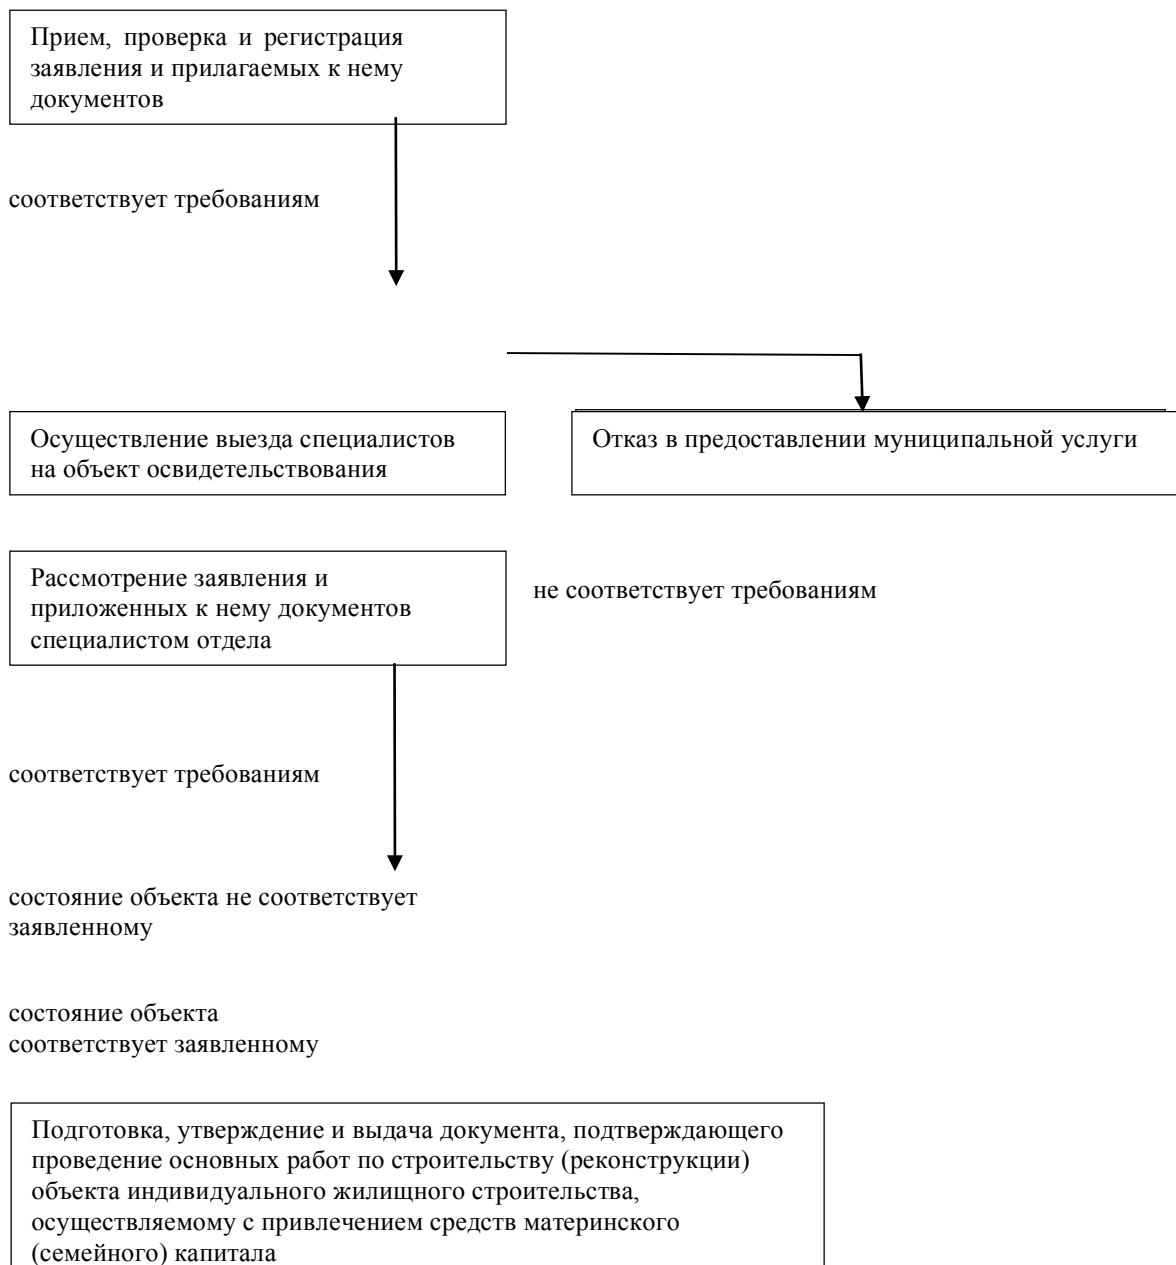 Прием, проверка и регистрация
заявления и прилагаемых к нему
документов
соответствует требованиям
Осуществление выезда специалистов
на объект освидетельствования
Отказ в предоставлении муниципальной услуги
Рассмотрение заявления и
приложенных к нему документов
специалистом отдела
не соответствует требованиям
соответствует требованиям
состояние объекта не соответствует
заявленному
состояние объекта
соответствует заявленному
Подготовка, утверждение и выдача документа, подтверждающего
проведение основных работ по строительству (реконструкции)
объекта индивидуального жилищного строительства,
осуществляемому с привлечением средств материнского
(семейного) капитала